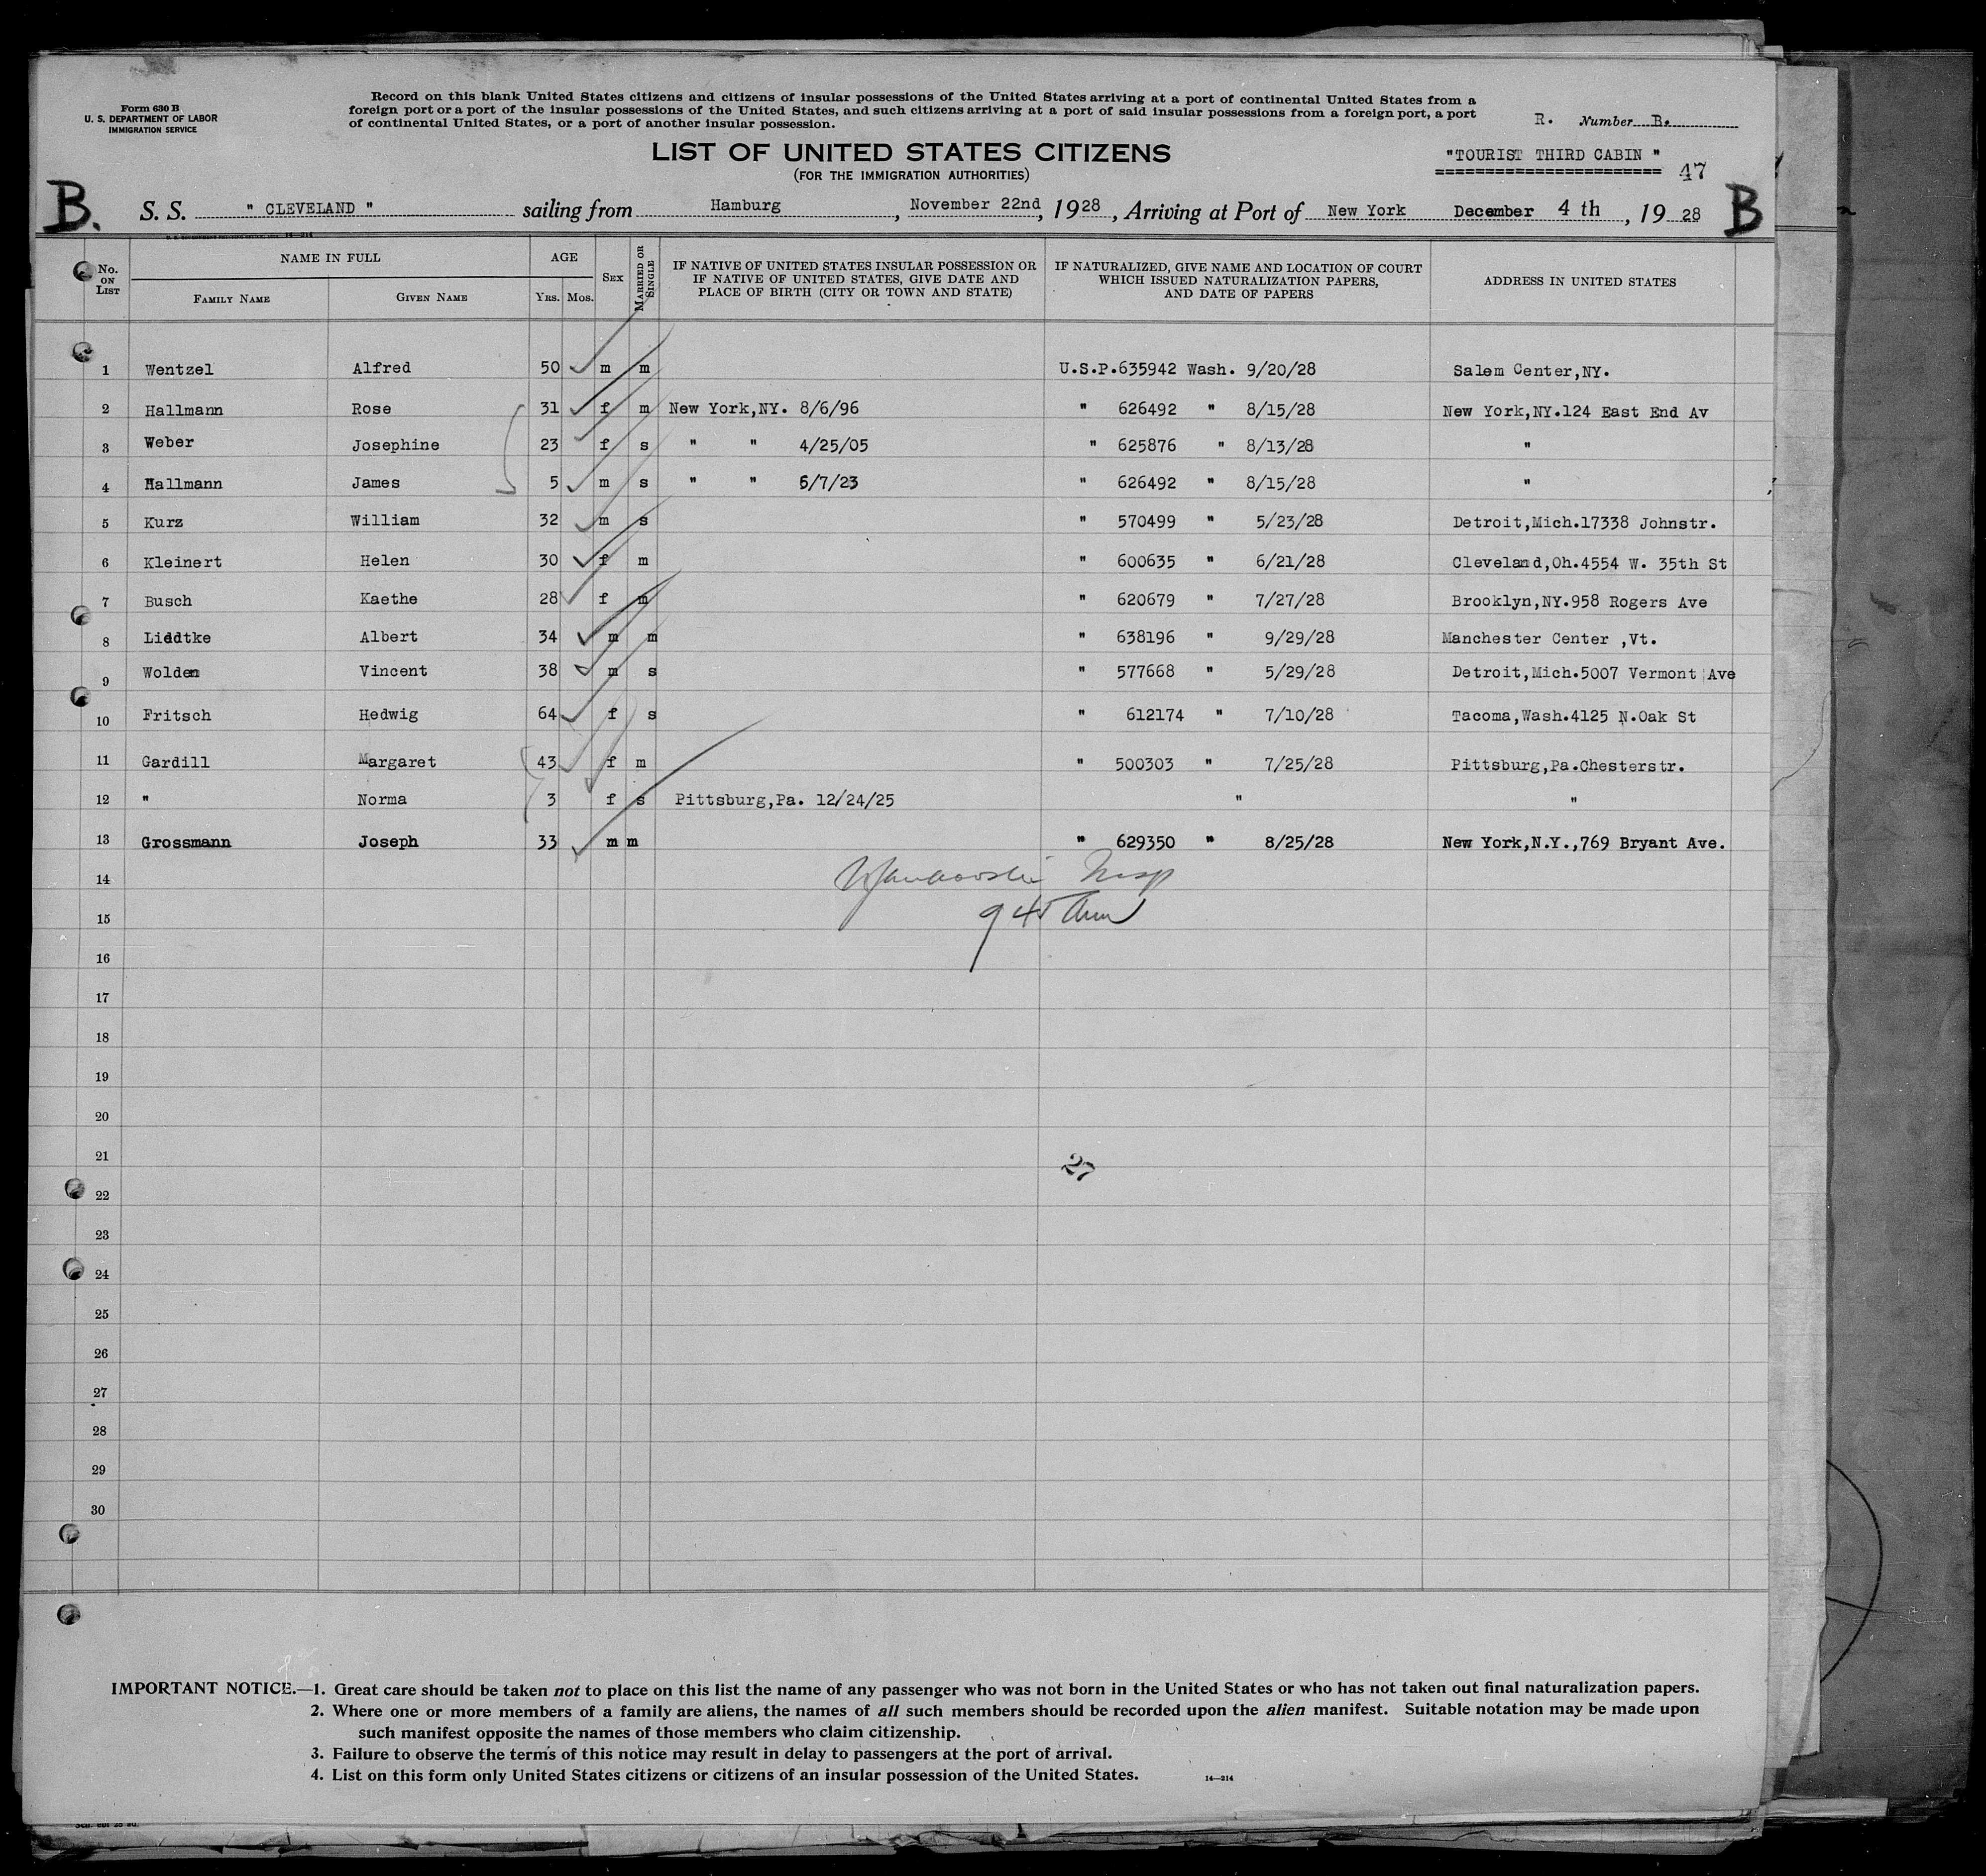 Form 630 B
U. S. DEPARTMENT OF LABOR
IMMIGRATION SERVICE
Record on this blank United States citizens and citizens of insular possessions of the United States arriving at a port of continental United States from a
foreign port or a port of the insular possessions of the United States, and such citizens arriving at a port of said insular possessions from a foreign port, a port
of continental United States, or a port of another insular possession.
R. Number B.
LIST OF UNITED STATES CITIZENS
(FOR THE IMMIGRATION AUTHORITIES)
"TOURIST THIRD CABIN "
47
B. S. S. " CLEVELAND " sailing from Hamburg, November 22nd, 1928, Arriving at Port of New York December 4 th, 19 28 B
No. ON LIST
NAME IN FULL
FAMILY NAME GIVEN NAME
AGE
YRS. MOS.
SEX
MARRIED OR SINGLE
IF NATIVE OF UNITED STATES INSULAR POSSESSION OR
IF NATIVE OF UNITED STATES, GIVE DATE AND
PLACE OF BIRTH (CITY OR TOWN AND STATE)
IF NATURALIZED, GIVE NAME AND LOCATION OF COURT
WHICH ISSUED NATURALIZATION PAPERS,
AND DATE OF PAPERS
ADDRESS IN UNITED STATES
1 Wentzel Alfred 50 m m U.S.P.635942 Wash. 9/20/28 Salem Center,NY.
2 Hallmann Rose 31 f m New York,NY. 8/6/96 " 626492 " 8/15/28 New York,NY.124 East End Av
3 Weber Josephine 23 f s " " 4/25/05 " 625876 " 8/13/28 "
4 Hallmann James 5 m s " " 5/7/23 " 626492 " 8/15/28 "
5 Kurz William 32 m s " 570499 " 5/23/28 Detroit,Mich.17338 Johnstr.
6 Kleinert Helen 30 f m " 600635 " 6/21/28 Cleveland,Oh.4554 W. 35th St
7 Busch Kaethe 28 f m " 620679 " 7/27/28 Brooklyn,NY.958 Rogers Ave
8 Liedtke Albert 34 m m " 638196 " 9/29/28 Manchester Center ,Vt.
9 Wolden Vincent 38 m s " 577668 " 5/29/28 Detroit,Mich.5007 Vermont Ave
10 Fritsch Hedwig 64 f s " 612174 " 7/10/28 Tacoma,Wash.4125 N.Oak St
11 Gardill Margaret 43 f m " 500303 " 7/25/28 Pittsburg,Pa.Chesterstr.
12 " Norma 3 f s Pittsburg,Pa. 12/24/25 " "
13 Grossmann Joseph 33 m m " 629350 " 8/25/28 New York,N.Y.,769 Bryant Ave.
14
15
16
17
18
19
20
21
27
22
23
24
25
26
27
28
29
30
IMPORTANT NOTICE.—1. Great care should be taken not to place on this list the name of any passenger who was not born in the United States or who has not taken out final naturalization papers.
2. Where one or more members of a family are aliens, the names of all such members should be recorded upon the alien manifest. Suitable notation may be made upon
such manifest opposite the names of those members who claim citizenship.
3. Failure to observe the terms of this notice may result in delay to passengers at the port of arrival.
4. List on this form only United States citizens or citizens of an insular possession of the United States.
14—214